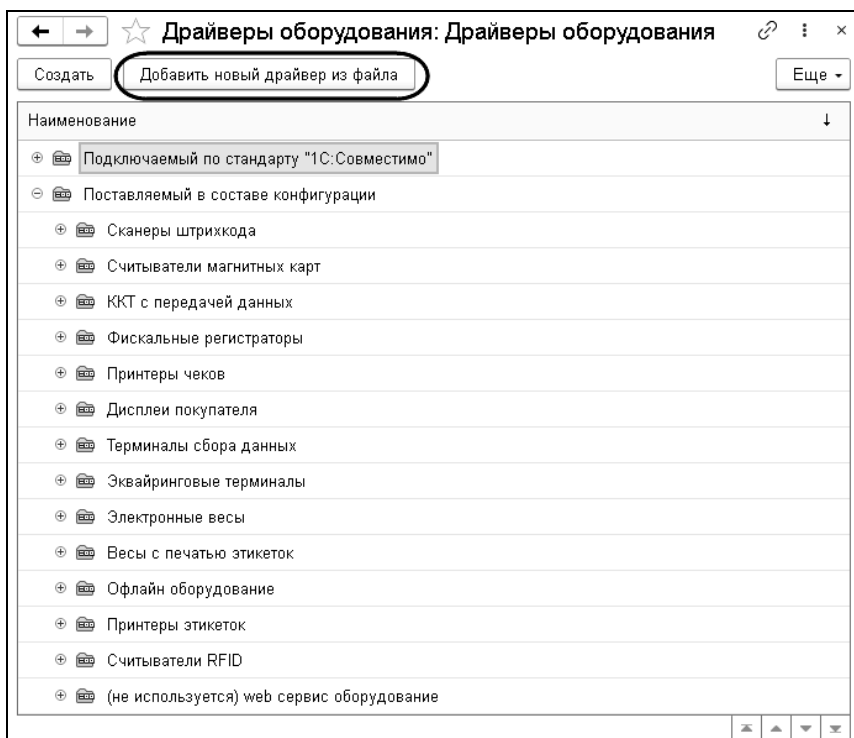 Драйверы оборудования: Драйверы оборудования
Создать Добавить новый драйвер из файла Еще
Наименование
Подключаемый по стандарту "1С:Совместимо"
Поставляемый в составе конфигурации
Сканеры штрихкода
Считыватели магнитных карт
ККТ с передачей данных
Фискальные регистраторы
Принтеры чеков
Дисплеи покупателя
Терминалы сбора данных
Эквайринговые терминалы
Электронные весы
Весы с печатью этикеток
Офлайн оборудование
Принтеры этикеток
Считыватели RFID
(не используется) web сервис оборудование